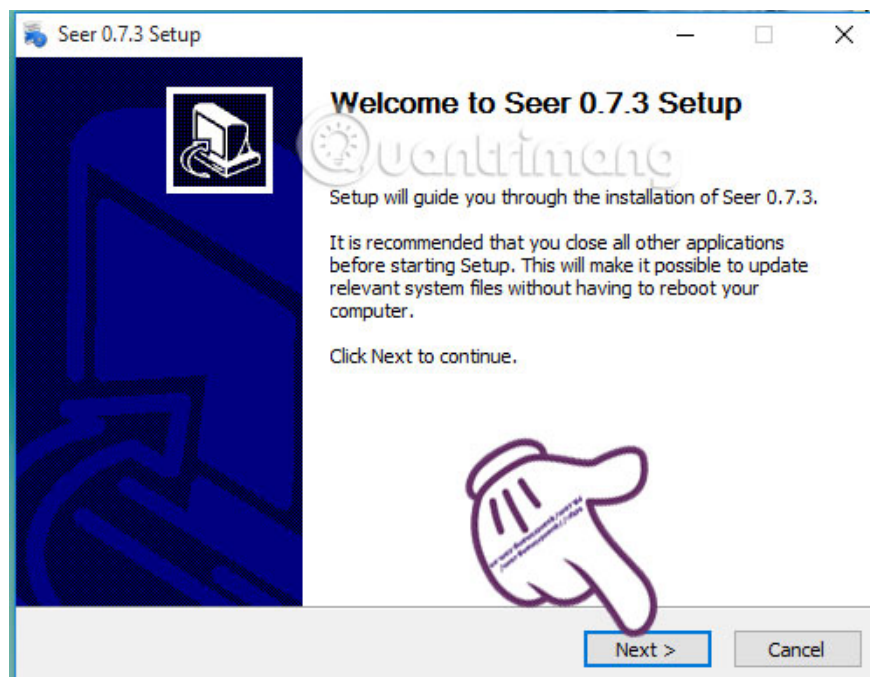 Seer 0.7.3 Setup
Welcome to Seer 0.7.3 Setup
Quantrimang
Setup will guide you through the installation of Seer 0.7.3.
It is recommended that you close all other applications
before starting Setup. This will make it possible to update
relevant system files without having to reboot your
computer.
Click Next to continue.
Next >
Cancel